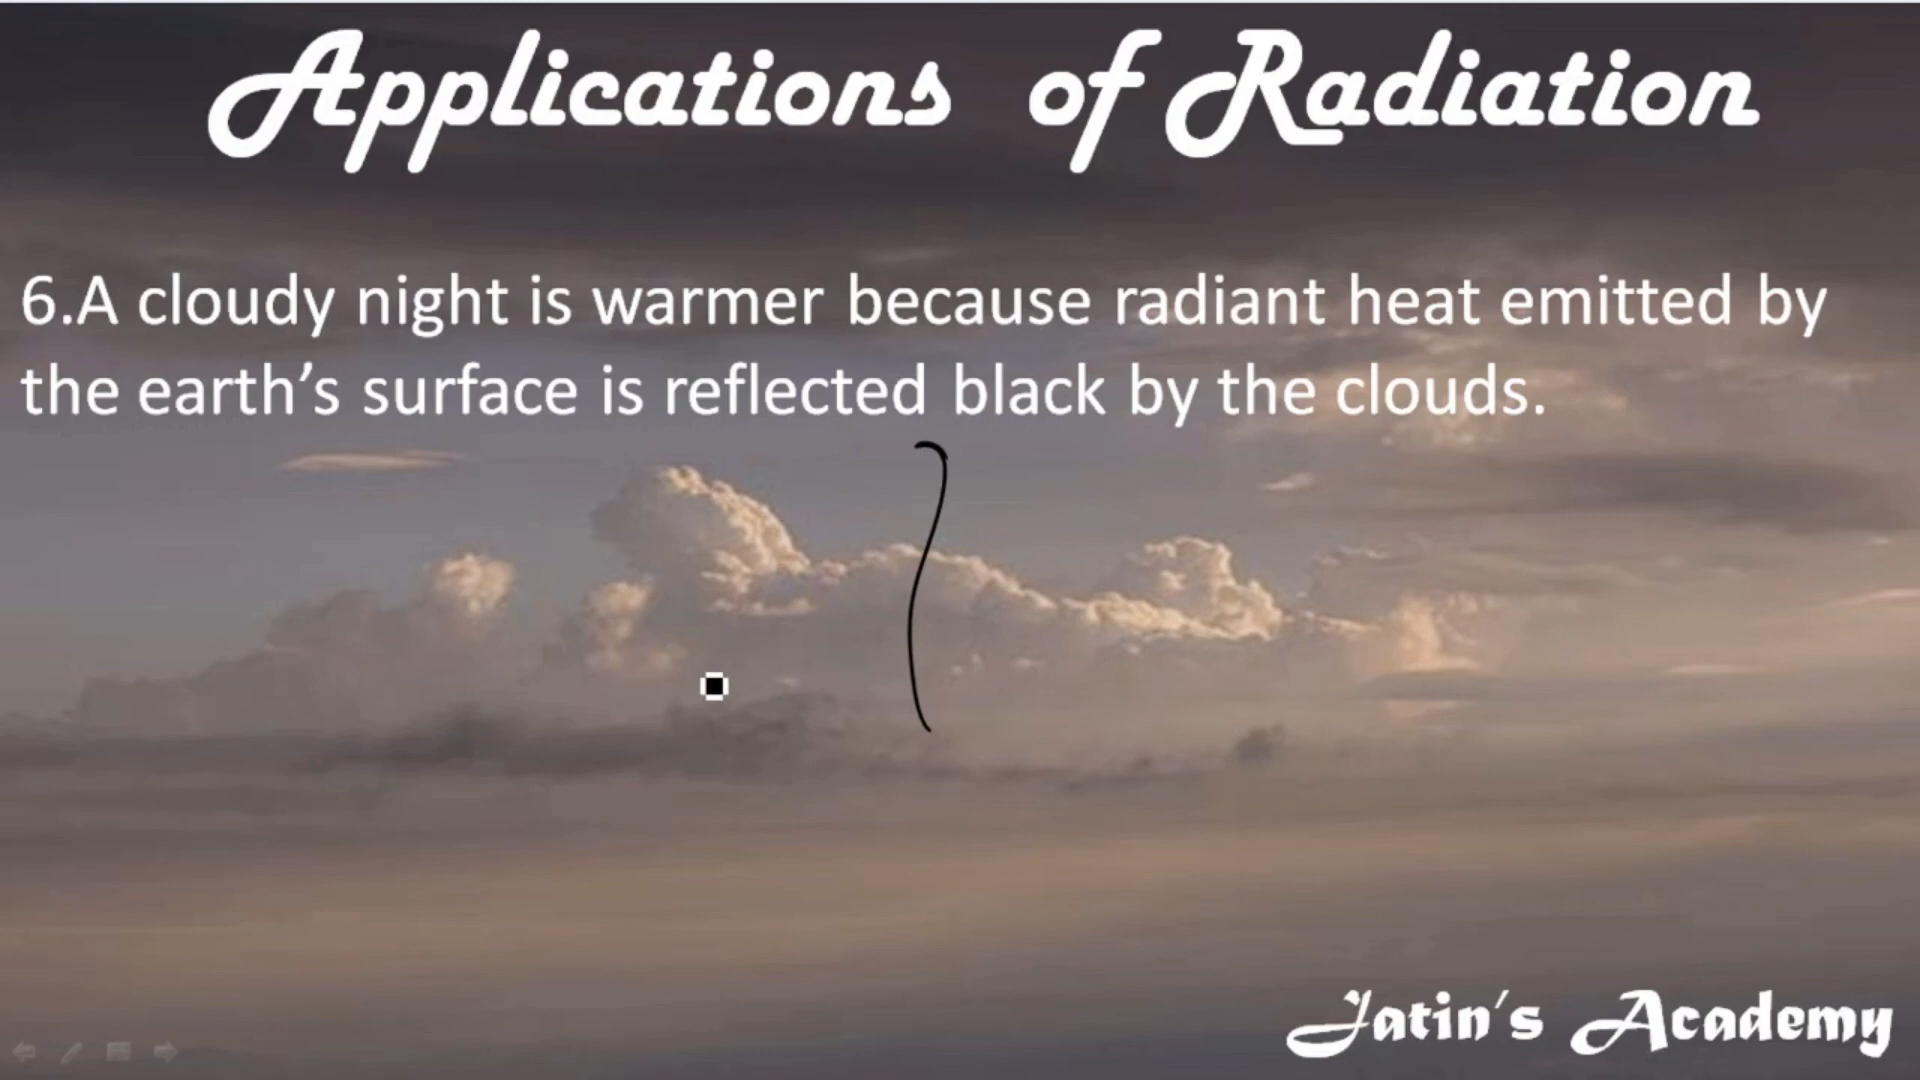 Applications of Radiation
6.A cloudy night is warmer because radiant heat emitted by
the earth’s surface is reflected black by the clouds.
Jatin's Academy